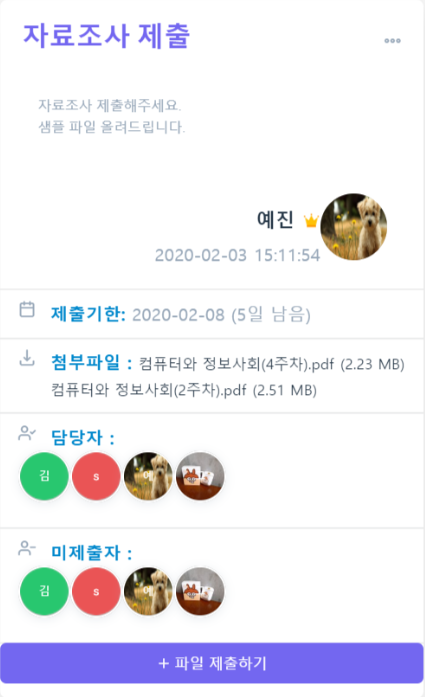 자료조사 제출
자료조사 제출해주세요.
샘플 파일 올려드립니다.
예진
2020-02-03 15:11:54
제출기한: 2020-02-08 (5일 남음)
첨부파일 : 컴퓨터와 정보사회(4주차).pdf (2.23 MB)
컴퓨터와 정보사회(2주차).pdf (2.51 MB)
담당자 :
김 s 예
미제출자 :
김 s 예
+ 파일 제출하기